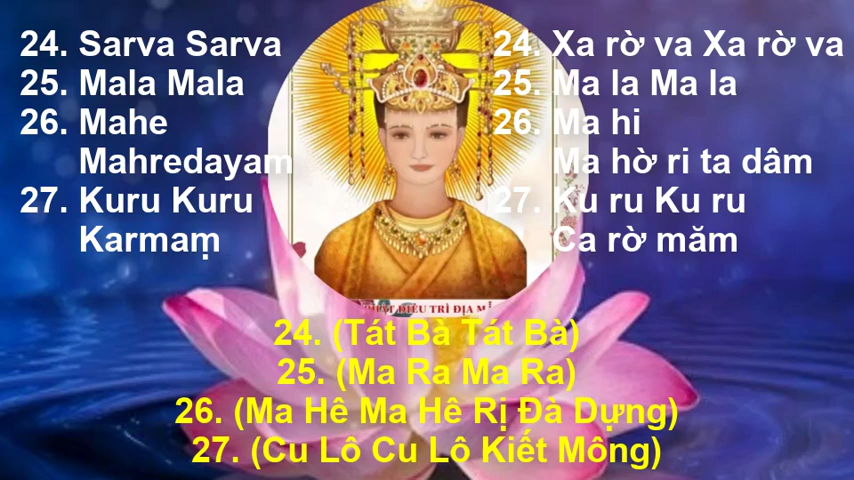 24. Sarva Sarva
25. Mala Mala
26. Mahe
Mahredayam
27. Kuru Kuru
Karmaṃ
24. Xa rờ va Xa rờ va
25. Ma la Ma la
26. Ma hi
Ma hờ ri ta dâm
27. Ku ru Ku ru
Ca rờ măm
DIÊU TRÌ ĐỊA
24. (Tát Bà Tát Bà)
25. (Ma Ra Ma Ra)
26. (Ma Hê Ma Hê Rị Đà Dựng)
27. (Cu Lô Cu Lô Kiết Mông)